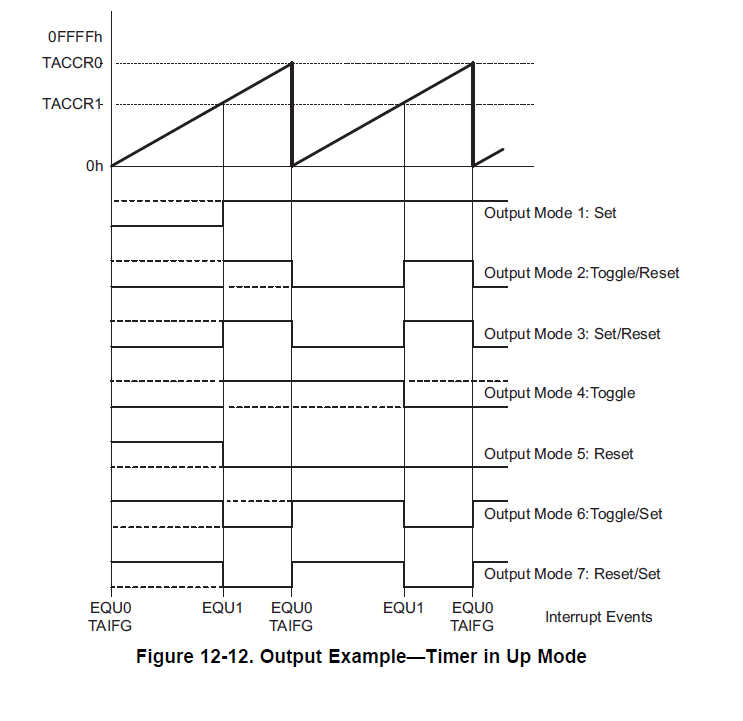 0FFFFh
TACCR0
TACCR1
0h
Output Mode 1: Set
Output Mode 2:Toggle/Reset
Output Mode 3: Set/Reset
Output Mode 4:Toggle
Output Mode 5: Reset
Output Mode 6:Toggle/Set
Output Mode 7: Reset/Set
EQU0 EQU1 EQU0 EQU1 EQU0
TAIFG TAIFG TAIFG
Interrupt Events
Figure 12-12. Output Example—Timer in Up Mode